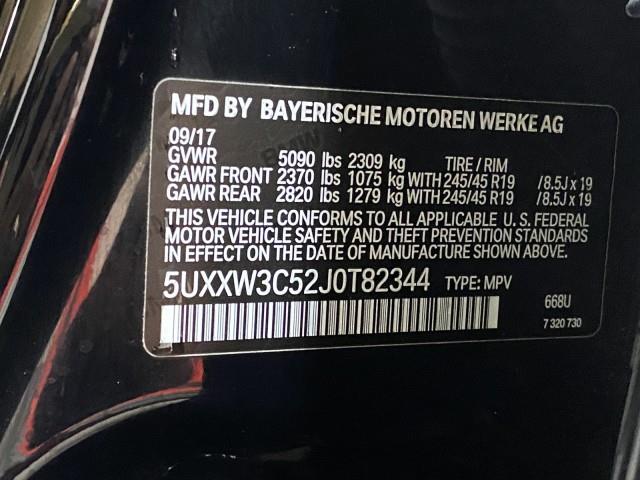 MFD BY BAYERISCHE MOTOREN WERKE AG
09/17
GVWR 5090 lbs 2309 kg TIRE / RIM
GAWR FRONT 2370 lbs 1075 kg WITH 245/45 R19 /8.5J x 19
GAWR REAR 2820 lbs 1279 kg WITH 245/45 R19 /8.5J x 19
THIS VEHICLE CONFORMS TO ALL APPLICABLE U. S. FEDERAL
MOTOR VEHICLE SAFETY AND THEFT PREVENTION STANDARDS
IN EFFECT ON THE DATE OF MANUFACTURE SHOWN ABOVE.
5UXXW3C52J0T82344 TYPE: MPV
668U
7 320 730